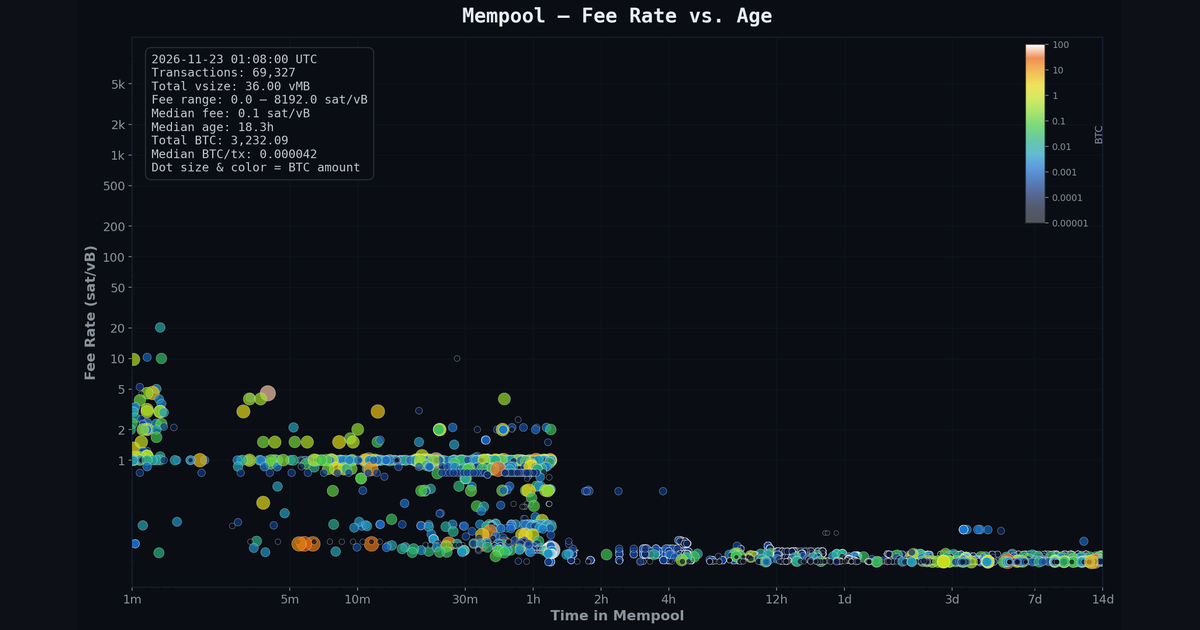 Mempool — Fee Rate vs. Age
2026-11-23 01:08:00 UTC
Transactions: 69,327
Total vsize: 36.00 vMB
Fee range: 0.0 — 8192.0 sat/vB
Median fee: 0.1 sat/vB
Median age: 18.3h
Total BTC: 3,232.09
Median BTC/tx: 0.000042
Dot size & color = BTC amount
100
10
1
0.1
0.01
0.001
0.0001
0.00001
BTC
Fee Rate (sat/vB)
5k
2k
1k
500
200
100
50
20
10
5
2
1
1m 5m 10m 30m 1h 2h 4h 12h 1d 3d 7d 14d
Time in Mempool